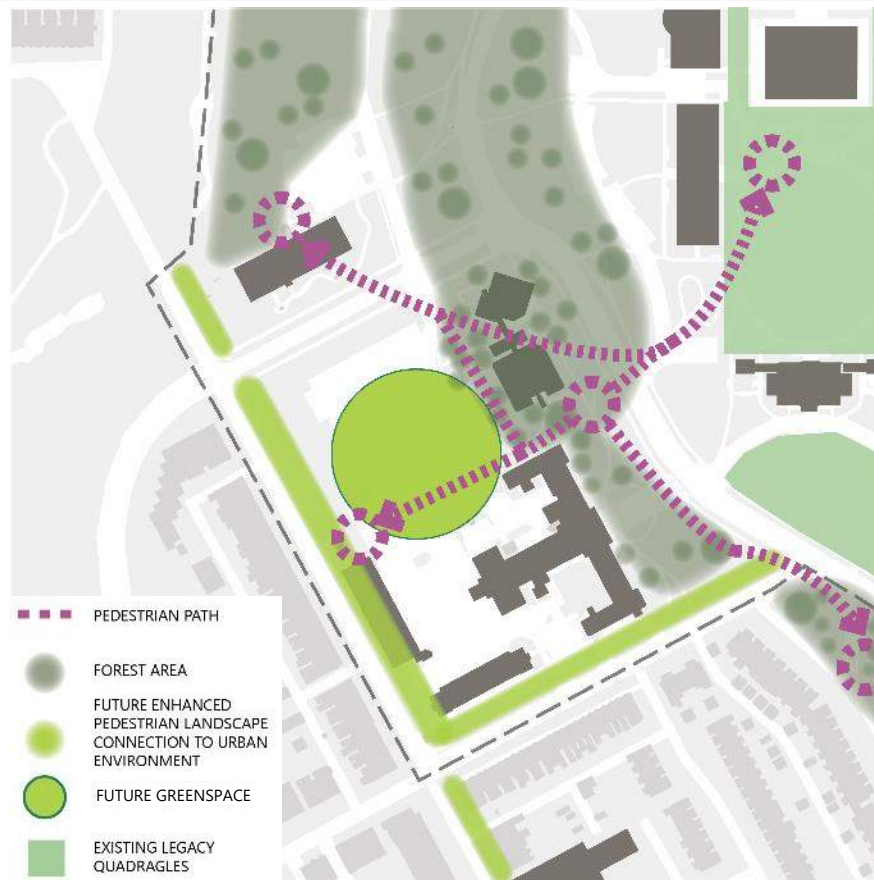 PEDESTRIAN PATH
FOREST AREA
FUTURE ENHANCED
PEDESTRIAN LANDSCAPE
CONNECTION TO URBAN
ENVIRONMENT
FUTURE GREENSPACE
EXISTING LEGACY
QUADRAGLES